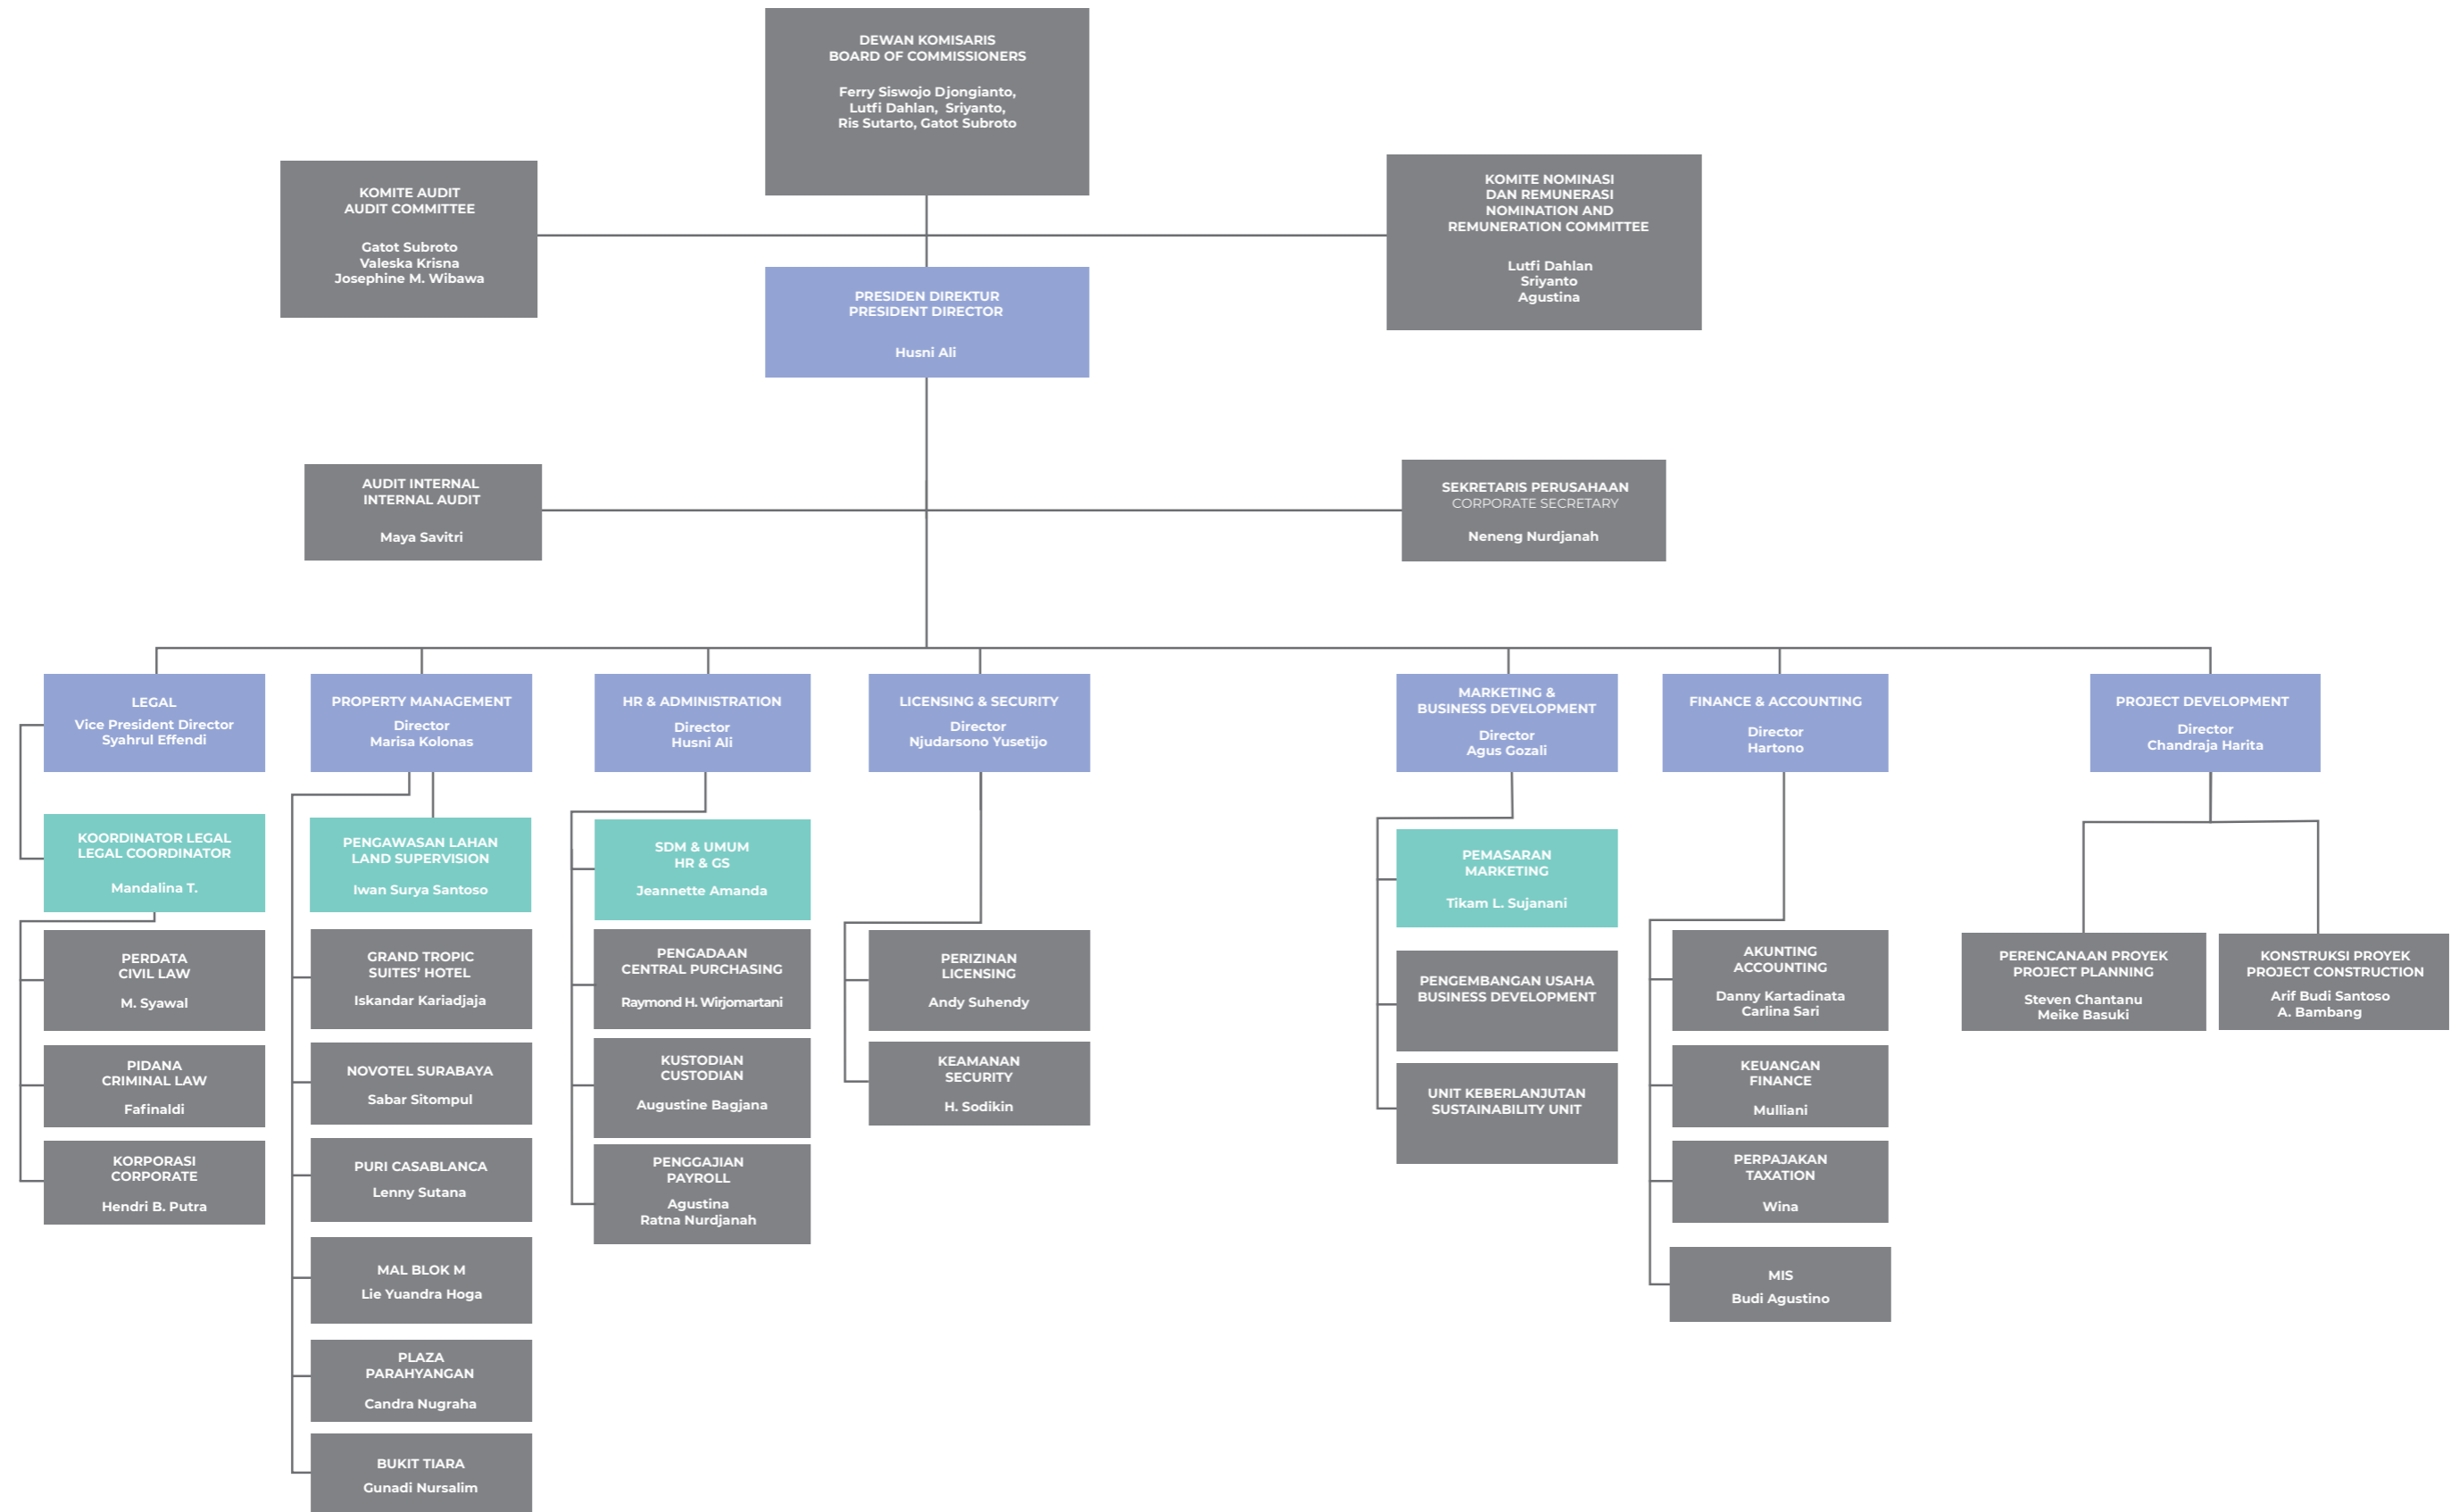 DEWAN KOMISARIS
BOARD OF COMMISSIONERS
Ferry Siswojo Djongianto,
Lutfi Dahlan, Sriyanto,
Ris Sutarto, Gatot Subroto
KOMITE AUDIT
AUDIT COMMITTEE
Gatot Subroto
Valeska Krisna
Josephine M. Wibawa
KOMITE NOMINASI
DAN REMUNERASI
NOMINATION AND
REMUNERATION COMMITTEE
Lutfi Dahlan
Sriyanto
Agustina
PRESIDEN DIREKTUR
PRESIDENT DIRECTOR
Husni Ali
AUDIT INTERNAL
INTERNAL AUDIT
Maya Savitri
SEKRETARIS PERUSAHAAN
CORPORATE SECRETARY
Neneng Nurdjanah
LEGAL
Vice President Director
Syahrul Effendi
PROPERTY MANAGEMENT
Director
Marisa Kolonas
HR & ADMINISTRATION
Director
Husni Ali
LICENSING & SECURITY
Director
Njudarsono Yusetijo
MARKETING &
BUSINESS DEVELOPMENT
Director
Agus Gozali
FINANCE & ACCOUNTING
Director
Hartono
PROJECT DEVELOPMENT
Director
Chandraja Harita
KOORDINATOR LEGAL
LEGAL COORDINATOR
Mandalina T.
PERDATA
CIVIL LAW
M. Syawal
PIDANA
CRIMINAL LAW
Fafinaldi
KORPORASI
CORPORATE
Hendri B. Putra
PENGAWASAN LAHAN
LAND SUPERVISION
Iwan Surya Santoso
GRAND TROPIC
SUITES’ HOTEL
Iskandar Kariadjaja
NOVOTEL SURABAYA
Sabar Sitompul
PURI CASABLANCA
Lenny Sutana
MAL BLOK M
Lie Yuandra Hoga
PLAZA
PARAHYANGAN
Candra Nugraha
BUKIT TIARA
Gunadi Nursalim
SDM & UMUM
HR & GS
Jeannette Amanda
PENGADAAN
CENTRAL PURCHASING
Raymond H. Wirjomartani
KUSTODIAN
CUSTODIAN
Augustine Bagjana
PENGGAJIAN
PAYROLL
Agustina
Ratna Nurdjanah
PERIZINAN
LICENSING
Andy Suhendy
KEAMANAN
SECURITY
H. Sodikin
PEMASARAN
MARKETING
Tikam L. Sujanani
PENGEMBANGAN USAHA
BUSINESS DEVELOPMENT
UNIT KEBERLANJUTAN
SUSTAINABILITY UNIT
AKUNTING
ACCOUNTING
Danny Kartadinata
Carlina Sari
KEUANGAN
FINANCE
Mulliani
PERPAJAKAN
TAXATION
Wina
MIS
Budi Agustino
PERENCANAAN PROYEK
PROJECT PLANNING
Steven Chantanu
Meike Basuki
KONSTRUKSI PROYEK
PROJECT CONSTRUCTION
Arif Budi Santoso
A. Bambang